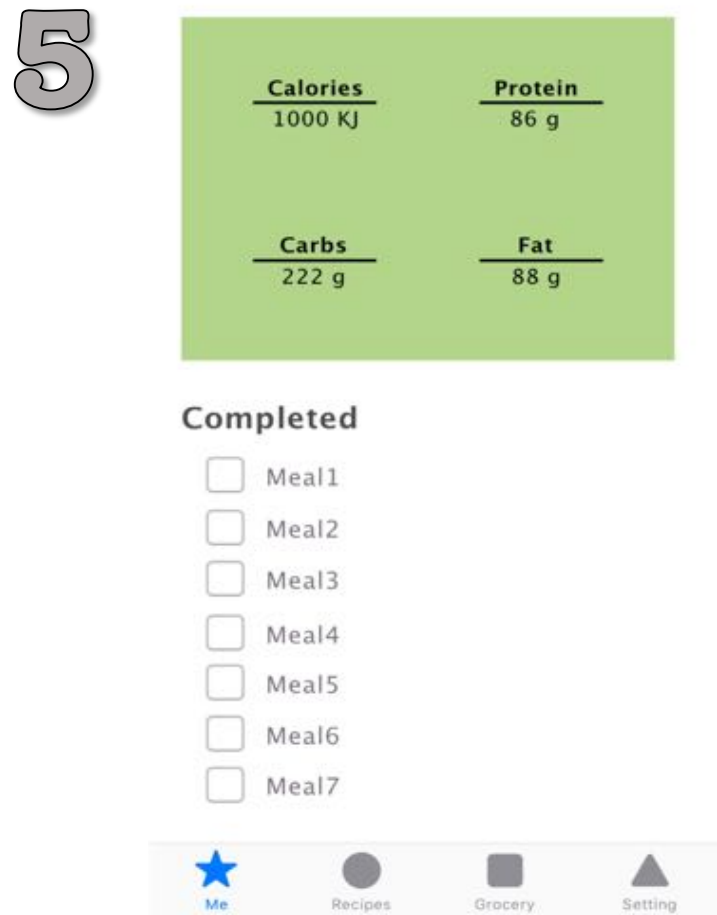 5
Calories Protein
1000 KJ 86 g
Carbs Fat
222 g 88 g
Completed
Meal1
Meal2
Meal3
Meal4
Meal5
Meal6
Meal7
Me Recipes Grocery Setting